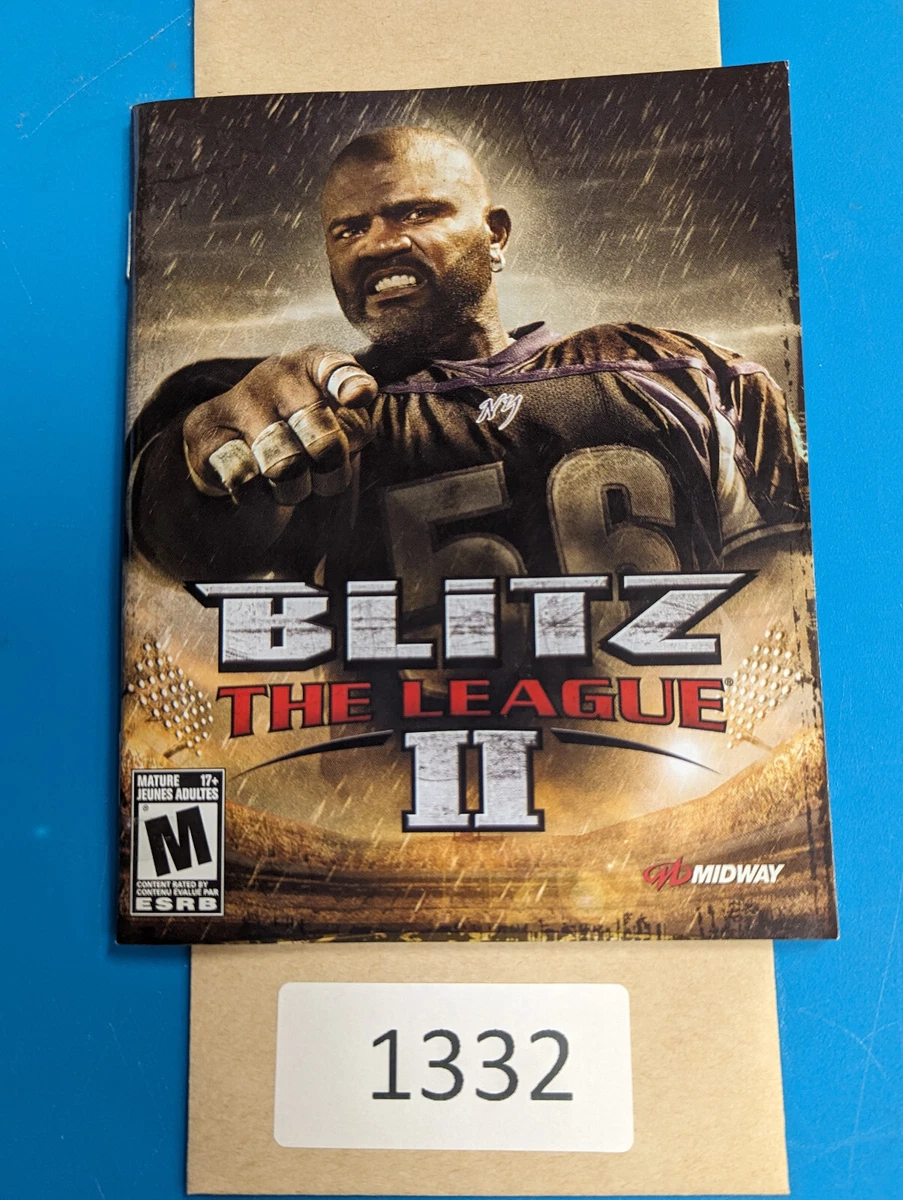 NY
56
BLITZ
THE LEAGUE®
II
MATURE 17+
JEUNES ADULTES
M
CONTENT RATED BY
CONTENU ÉVALUÉ PAR
ESRB
MIDWAY
1332